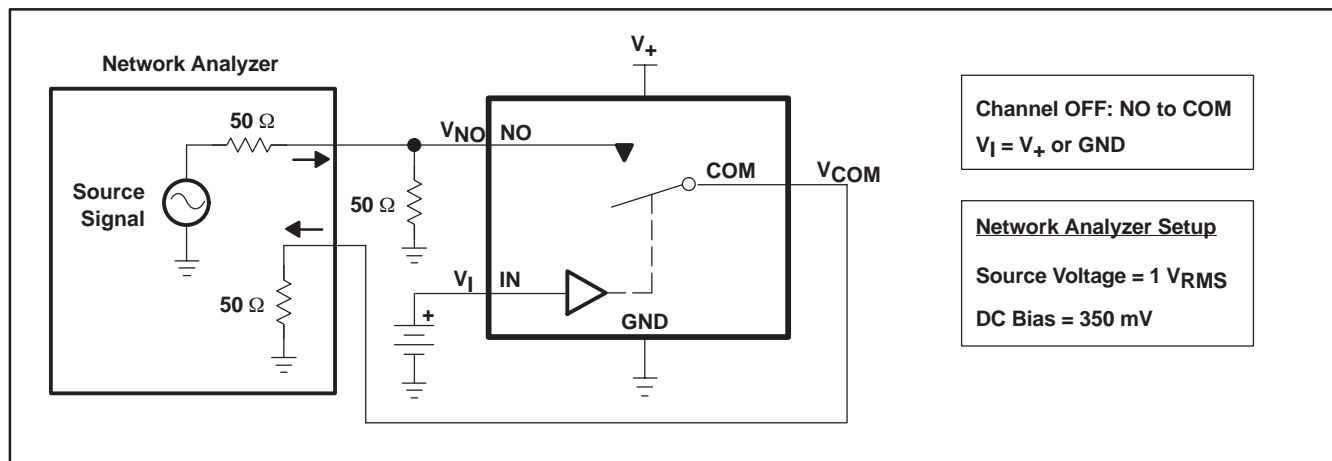 Network Analyzer
50 Ω
Source
Signal
50 Ω
50 Ω
V+
VNO NO
COM
VCOM
VI IN
+
GND
Channel OFF: NO to COM
VI = V+ or GND
Network Analyzer Setup
Source Voltage = 1 VRMS
DC Bias = 350 mV